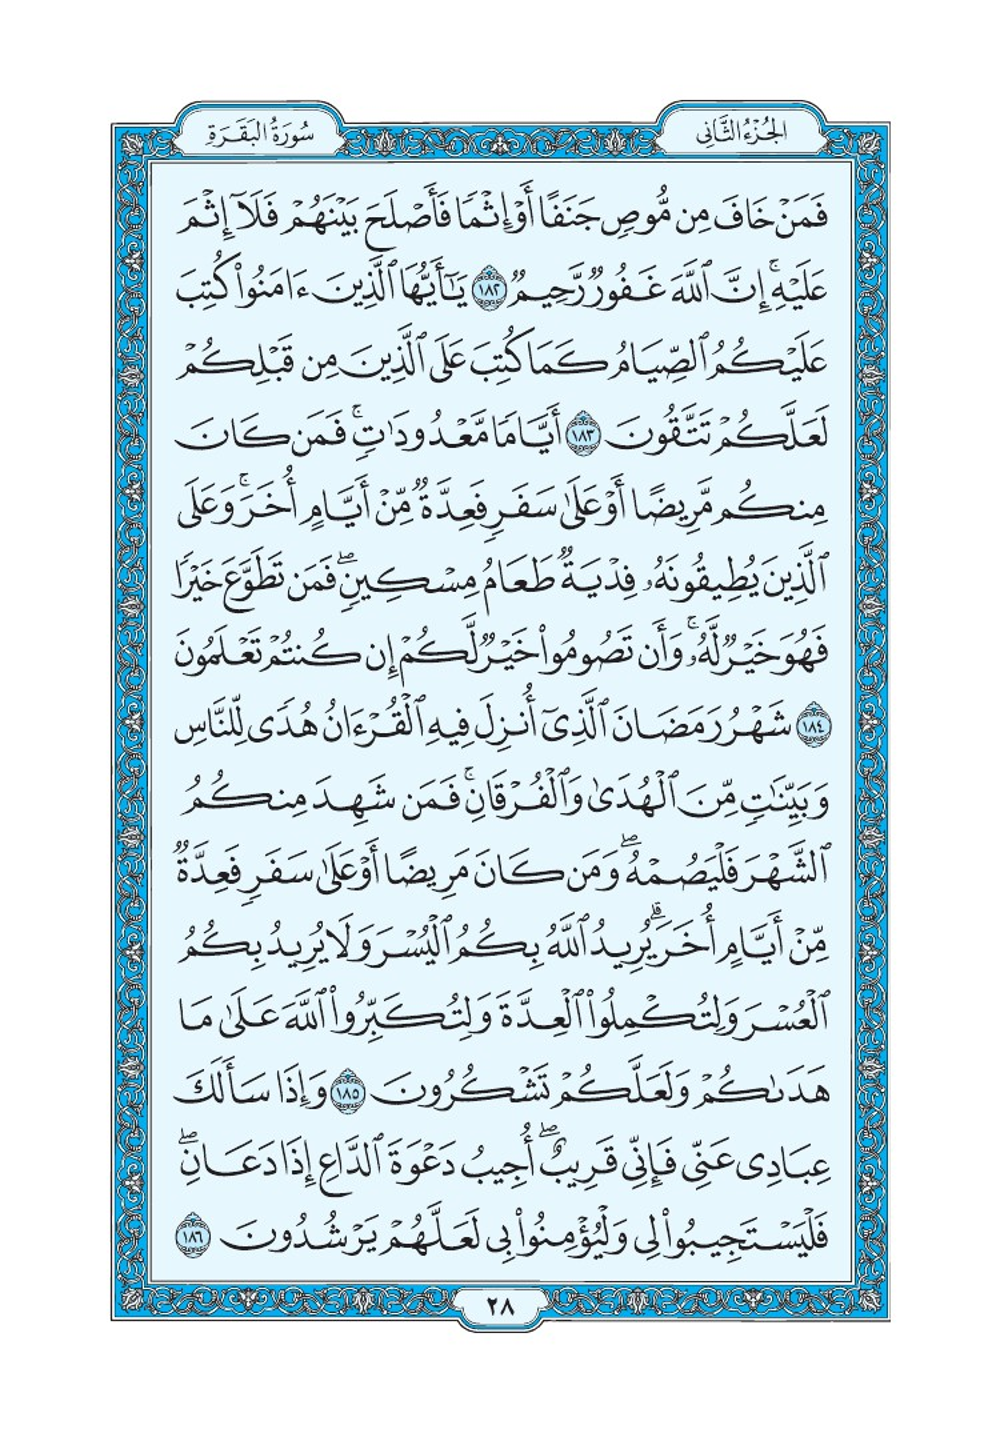 الجُزْءُ الثَّانِي
سُورَةُ البَقَرَةِ
فَمَنْ خَافَ مِن مُّوصٍ جَنَفًا أَوْ إِثْمًا فَأَصْلَحَ بَيْنَهُمْ فَلَآ إِثْمَ
عَلَيْهِۚ إِنَّ ٱللَّهَ غَفُورٌ رَّحِيمٌ ١٨٢ يَـٰٓأَيُّهَا ٱلَّذِينَ ءَامَنُوا۟ كُتِبَ
عَلَيْكُمُ ٱلصِّيَامُ كَمَا كُتِبَ عَلَى ٱلَّذِينَ مِن قَبْلِكُمْ
لَعَلَّكُمْ تَتَّقُونَ ١٨٣ أَيَّامًا مَّعْدُودَٰتٍۚ فَمَن كَانَ
مِنكُم مَّرِيضًا أَوْ عَلَىٰ سَفَرٍ فَعِدَّةٌ مِّنْ أَيَّامٍ أُخَرَۚ وَعَلَى
ٱلَّذِينَ يُطِيقُونَهُۥ فِدْيَةٌ طَعَامُ مِسْكِينٍۖ فَمَن تَطَوَّعَ خَيْرًا
فَهُوَ خَيْرٌ لَّهُۥۚ وَأَن تَصُومُوا۟ خَيْرٌ لَّكُمْ إِن كُنتُمْ تَعْلَمُونَ
١٨٤ شَهْرُ رَمَضَانَ ٱلَّذِىٓ أُنزِلَ فِيهِ ٱلْقُرْءَانُ هُدًى لِّلنَّاسِ
وَبَيِّنَـٰتٍ مِّنَ ٱلْهُدَىٰ وَٱلْفُرْقَانِۚ فَمَن شَهِدَ مِنكُمُ
ٱلشَّهْرَ فَلْيَصُمْهُۖ وَمَن كَانَ مَرِيضًا أَوْ عَلَىٰ سَفَرٍ فَعِدَّةٌ
مِّنْ أَيَّامٍ أُخَرَۗ يُرِيدُ ٱللَّهُ بِكُمُ ٱلْيُسْرَ وَلَا يُرِيدُ بِكُمُ
ٱلْعُسْرَ وَلِتُكْمِلُوا۟ ٱلْعِدَّةَ وَلِتُكَبِّرُوا۟ ٱللَّهَ عَلَىٰ مَا
هَدَىٰكُمْ وَلَعَلَّكُمْ تَشْكُرُونَ ١٨٥ وَإِذَا سَأَلَكَ
عِبَادِى عَنِّى فَإِنِّى قَرِيبٌۖ أُجِيبُ دَعْوَةَ ٱلدَّاعِ إِذَا دَعَانِۖ
فَلْيَسْتَجِيبُوا۟ لِى وَلْيُؤْمِنُوا۟ بِى لَعَلَّهُمْ يَرْشُدُونَ ١٨٦
٢٨